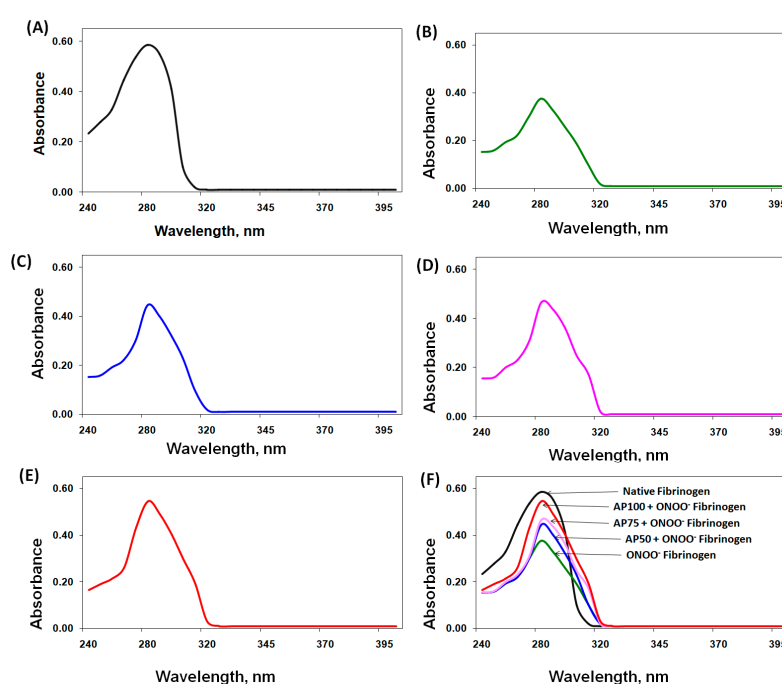 (A)
0.60
0.40
0.20
0.00
Absorbance
240 280 320 345 370 395
Wavelength, nm
(B)
0.60
0.40
0.20
0.00
Absorbance
240 280 320 345 370 395
Wavelength, nm
(C)
0.60
0.40
0.20
0.00
Absorbance
240 280 320 345 370 395
Wavelength, nm
(D)
0.60
0.40
0.20
0.00
Absorbance
240 280 320 345 370 395
Wavelength, nm
(E)
0.60
0.40
0.20
0.00
Absorbance
240 280 320 345 370 395
Wavelength, nm
(F)
0.60
0.40
0.20
0.00
Absorbance
Native Fibrinogen
AP100 + ONOO⁻ Fibrinogen
AP75 + ONOO⁻ Fibrinogen
AP50 + ONOO⁻ Fibrinogen
ONOO⁻ Fibrinogen
240 280 320 345 370 395
Wavelength, nm